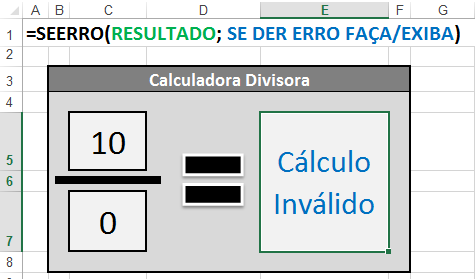 A B C D E F G
1 =SEERRO(RESULTADO; SE DER ERRO FAÇA/EXIBA)
2
3 Calculadora Divisora
4
10
5 Cálculo
6
Inválido
7 0
8